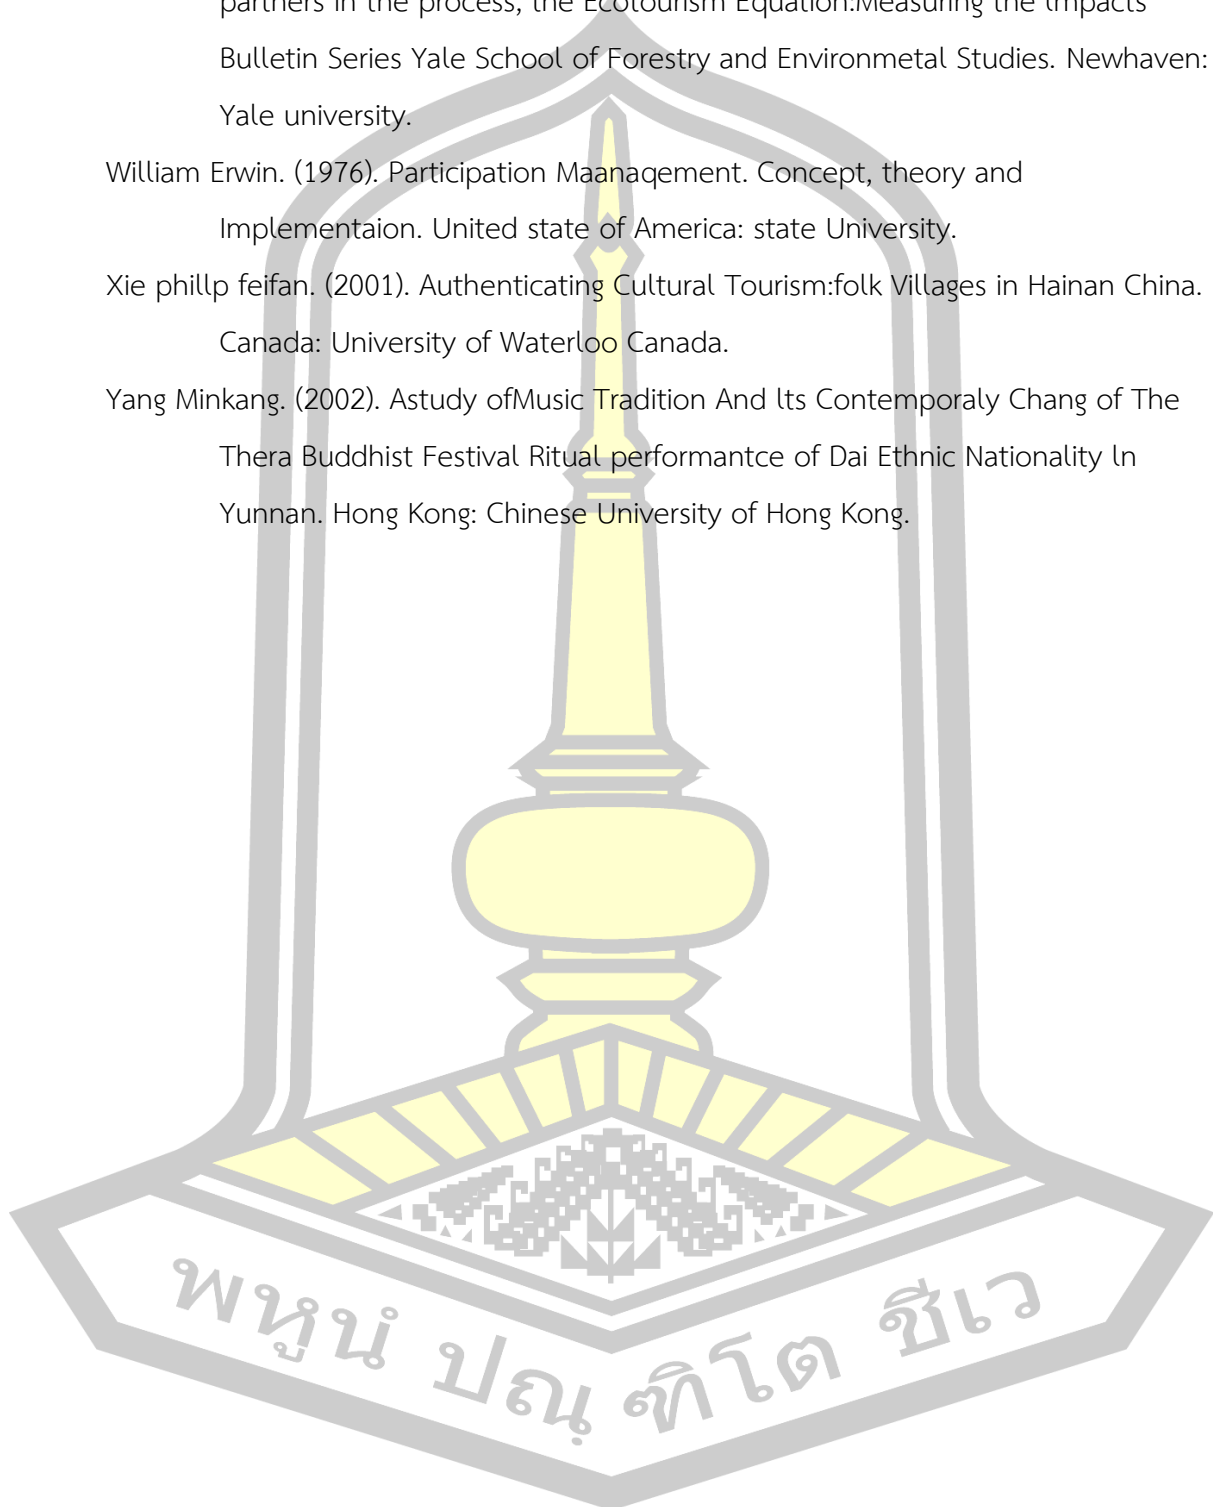 partners in the process, the Ecotourism Equation:Measuring the lmpacts
Bulletin Series Yale School of Forestry and Environmetal Studies. Newhaven:
Yale university.
William Erwin. (1976). Participation Maanaqement. Concept, theory and
Implementaion. United state of America: state University.
Xie phillp feifan. (2001). Authenticating Cultural Tourism:folk Villages in Hainan China.
Canada: University of Waterloo Canada.
Yang Minkang. (2002). Astudy ofMusic Tradition And lts Contemporaly Chang of The
Thera Buddhist Festival Ritual performantce of Dai Ethnic Nationality ln
Yunnan. Hong Kong: Chinese University of Hong Kong.
พหูนํ ปณฺฑิโต ชีเว